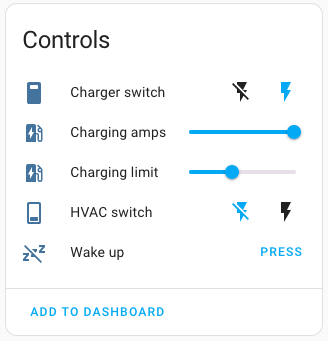 Controls
Charger switch
Charging amps
Charging limit
HVAC switch
Wake up PRESS
ADD TO DASHBOARD